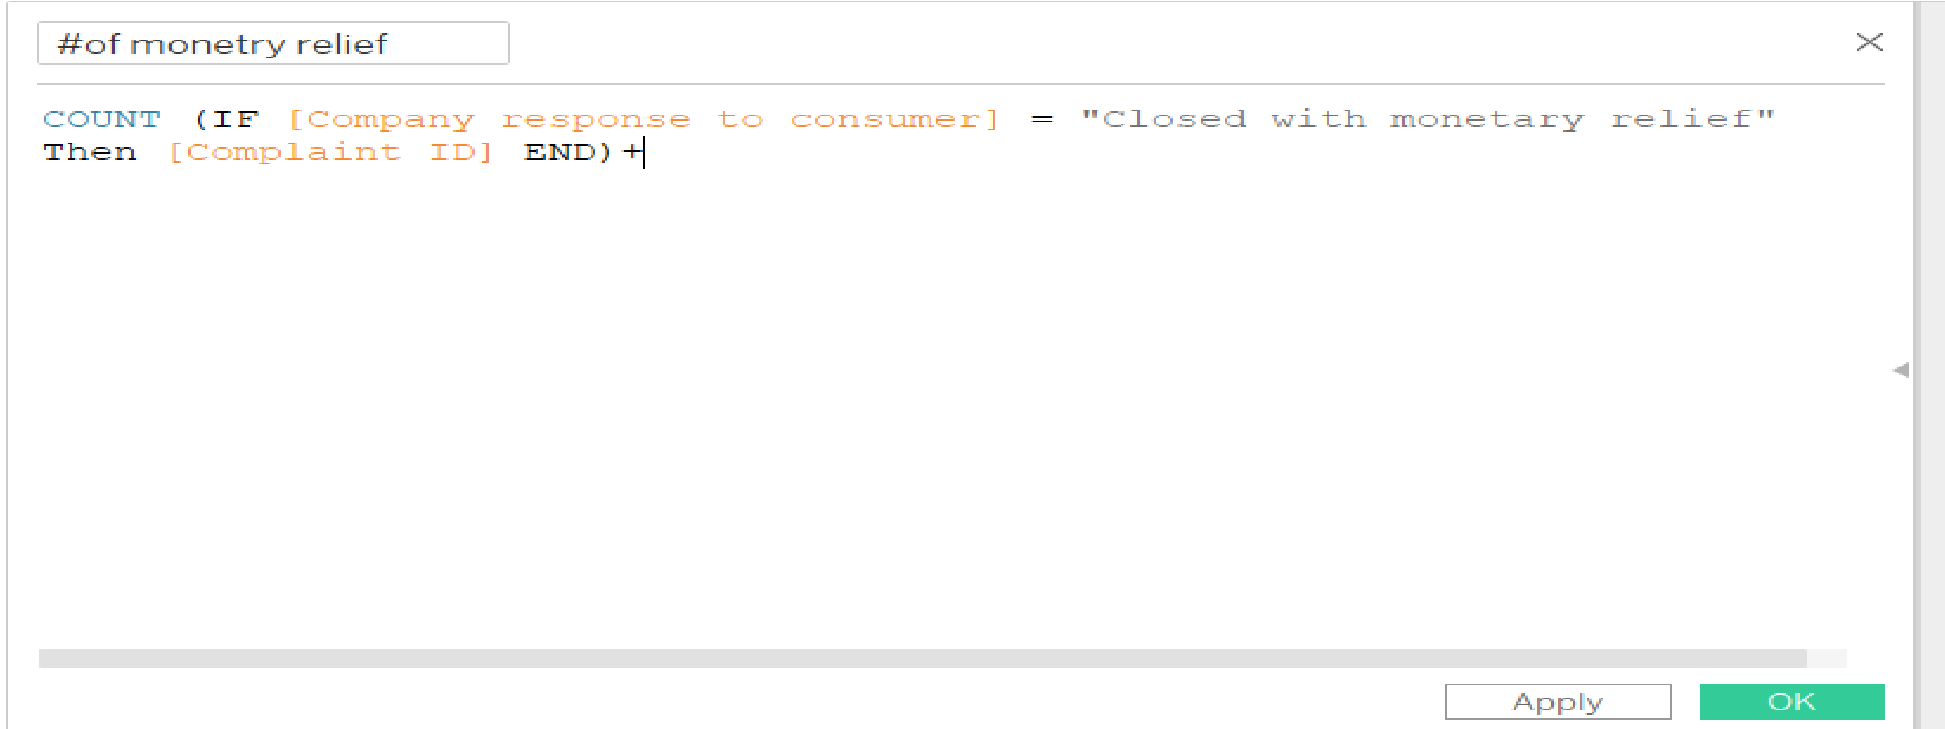 #of monetry relief
COUNT (IF [Company response to consumer] = "Closed with monetary relief"
Then [Complaint ID] END)+
Apply
OK